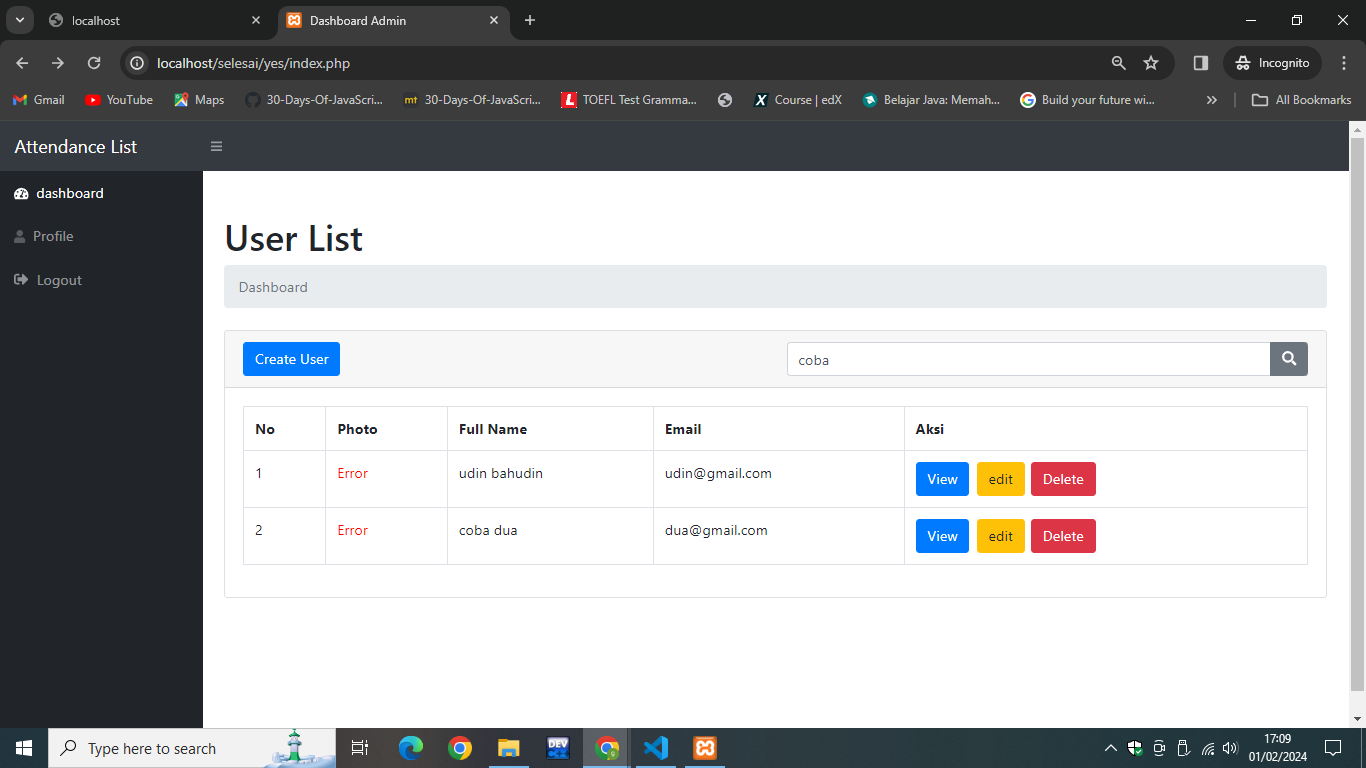 localhost
Dashboard Admin
localhost/selesai/yes/index.php
Incognito
Gmail
YouTube
Maps
30-Days-Of-JavaScri...
mt
30-Days-Of-JavaScri...
L
TOEFL Test Gramma...
X
Course | edX
Belajar Java: Memah...
G
Build your future wi...
»
All Bookmarks
Attendance List
dashboard
Profile
Logout
User List
Dashboard
Create User
coba
No Photo Full Name Email Aksi
1 Error udin bahudin udin@gmail.com View edit Delete
2 Error coba dua dua@gmail.com View edit Delete
Type here to search
DEV
17:09
01/02/2024